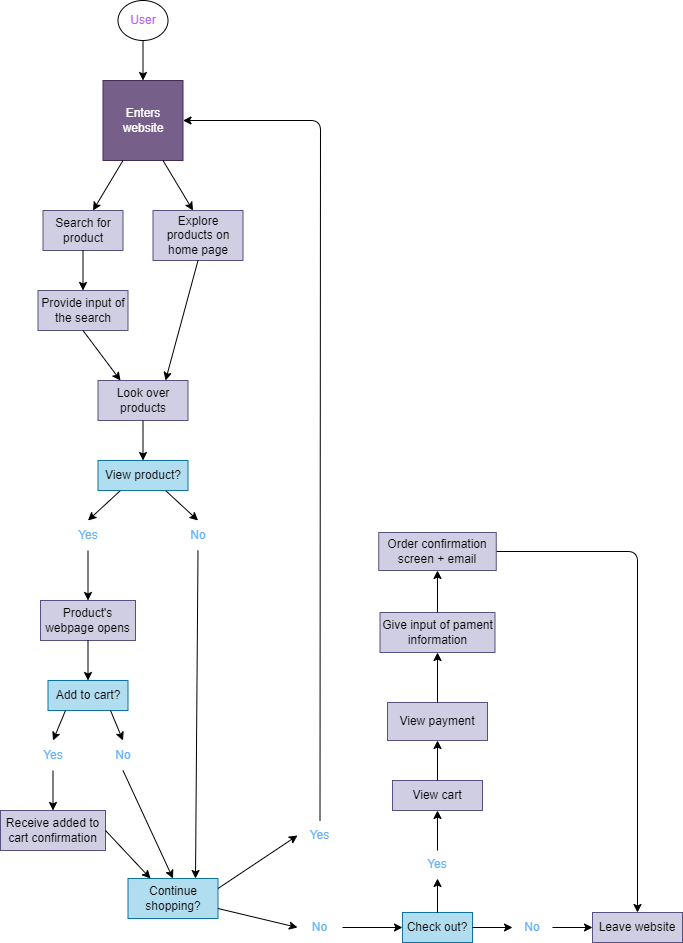 User
Enters
website
Search for
product
Explore
products on
home page
Provide input of
the search
Look over
products
View product?
Yes
No
Product's
webpage opens
Add to cart?
Yes
No
Receive added to
cart confirmation
Continue
shopping?
Yes
No
Order confirmation
screen + email
Give input of pament
information
View payment
View cart
Yes
Check out?
No
Leave website